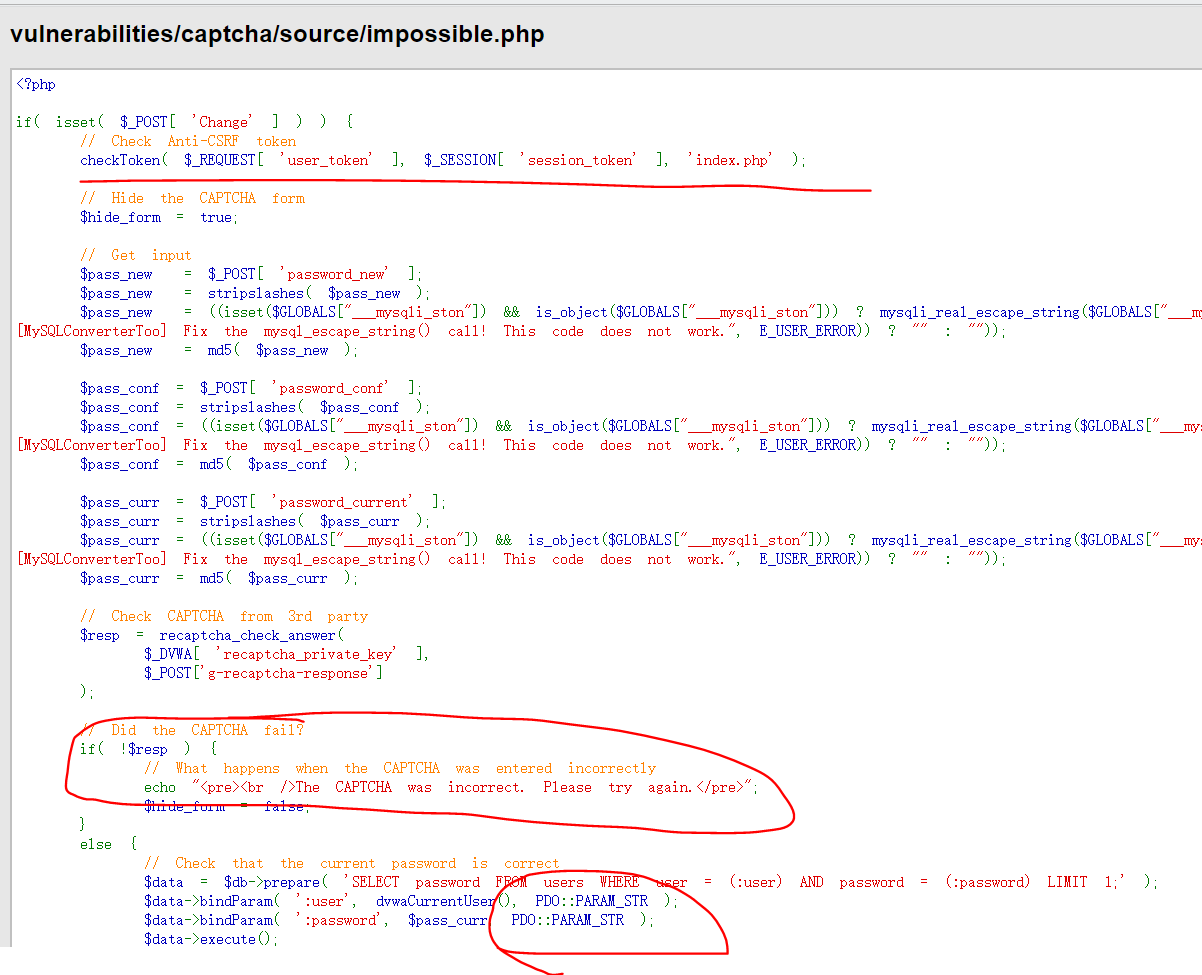 vulnerabilities/captcha/source/impossible.php
<?php
if( isset( $_POST[ 'Change' ] ) ) {
// Check Anti-CSRF token
checkToken( $_REQUEST[ 'user_token' ], $_SESSION[ 'session_token' ], 'index.php' );
// Hide the CAPTCHA form
$hide_form = true;
// Get input
$pass_new = $_POST[ 'password_new' ];
$pass_new = stripslashes( $pass_new );
$pass_new = ((isset($GLOBALS["___mysqli_ston"]) && is_object($GLOBALS["___mysqli_ston"])) ? mysqli_real_escape_string($GLOBALS["___my
[MySQLConverterToo] Fix the mysql_escape_string() call! This code does not work.", E_USER_ERROR)) ? "" : ""));
$pass_new = md5( $pass_new );
$pass_conf = $_POST[ 'password_conf' ];
$pass_conf = stripslashes( $pass_conf );
$pass_conf = ((isset($GLOBALS["___mysqli_ston"]) && is_object($GLOBALS["___mysqli_ston"])) ? mysqli_real_escape_string($GLOBALS["___mys
[MySQLConverterToo] Fix the mysql_escape_string() call! This code does not work.", E_USER_ERROR)) ? "" : ""));
$pass_conf = md5( $pass_conf );
$pass_curr = $_POST[ 'password_current' ];
$pass_curr = stripslashes( $pass_curr );
$pass_curr = ((isset($GLOBALS["___mysqli_ston"]) && is_object($GLOBALS["___mysqli_ston"])) ? mysqli_real_escape_string($GLOBALS["___mys
[MySQLConverterToo] Fix the mysql_escape_string() call! This code does not work.", E_USER_ERROR)) ? "" : ""));
$pass_curr = md5( $pass_curr );
// Check CAPTCHA from 3rd party
$resp = recaptcha_check_answer(
$_DVWA[ 'recaptcha_private_key' ],
$_POST['g-recaptcha-response']
);
// Did the CAPTCHA fail?
if( !$resp ) {
// What happens when the CAPTCHA was entered incorrectly
echo "<pre><br />The CAPTCHA was incorrect. Please try again.</pre>";
$hide_form = false;
}
else {
// Check that the current password is correct
$data = $db->prepare( 'SELECT password FROM users WHERE user = (:user) AND password = (:password) LIMIT 1;' );
$data->bindParam( ':user', dvwaCurrentUser(), PDO::PARAM_STR );
$data->bindParam( ':password', $pass_curr, PDO::PARAM_STR );
$data->execute();